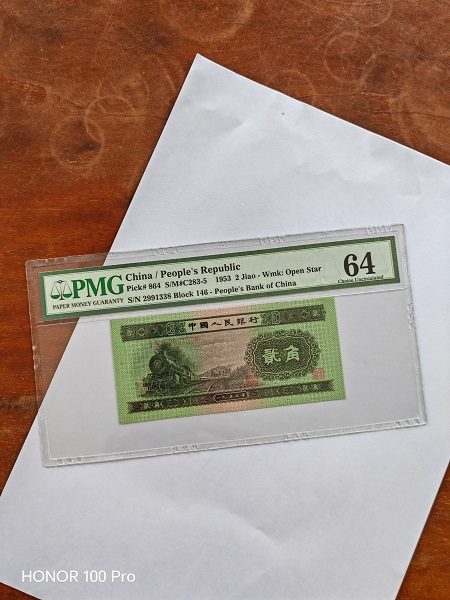 PMG
PAPER MONEY GUARANTY
China / People's Republic
Pick# 864 S/M#C283-5 1953 2 Jiao - Wmk: Open Star
S/N 2991338 Block 146 - People's Bank of China
64
Choice Uncirculated
中國人民銀行
貳角
HONOR 100 Pro